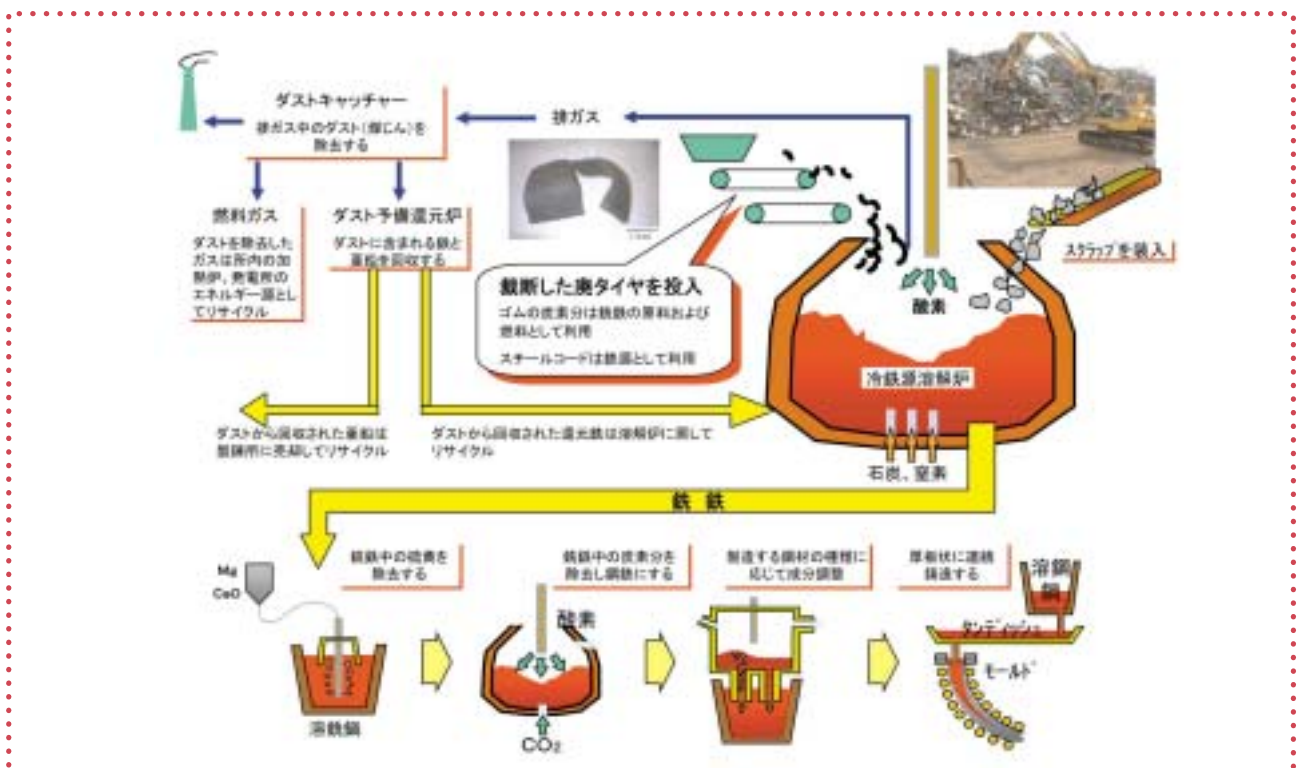 ダストキャッチャー
排ガス中のダスト(煤じん)を
除去する
排ガス
燃料ガス
ダストを除去した
ガスは所内の加
熱炉、発電所の
エネルギー源とし
てリサイクル
ダスト予備還元炉
ダストに含まれる鉄と
亜鉛を回収する
裁断した廃タイヤを投入
ゴムの炭素分は銑鉄の原料および
燃料として利用
スチールコードは鉄源として利用
スクラップを装入
酸素
冷鉄源溶解炉
石炭、窒素
ダストから回収された亜鉛は
製錬所に売却してリサイクル
ダストから回収された還元鉄は溶解炉に戻して
リサイクル
銑 鉄
銑鉄中の硫黄を
除去する
Mg
CaO
溶銑鍋
銑鉄中の炭素分を
除去し鋼鉄にする
酸素
CO2
製造する鋼材の種類に
応じて成分調整
厚板状に連続
鋳造する
溶鋼
鍋
タンディッシュ
モールド